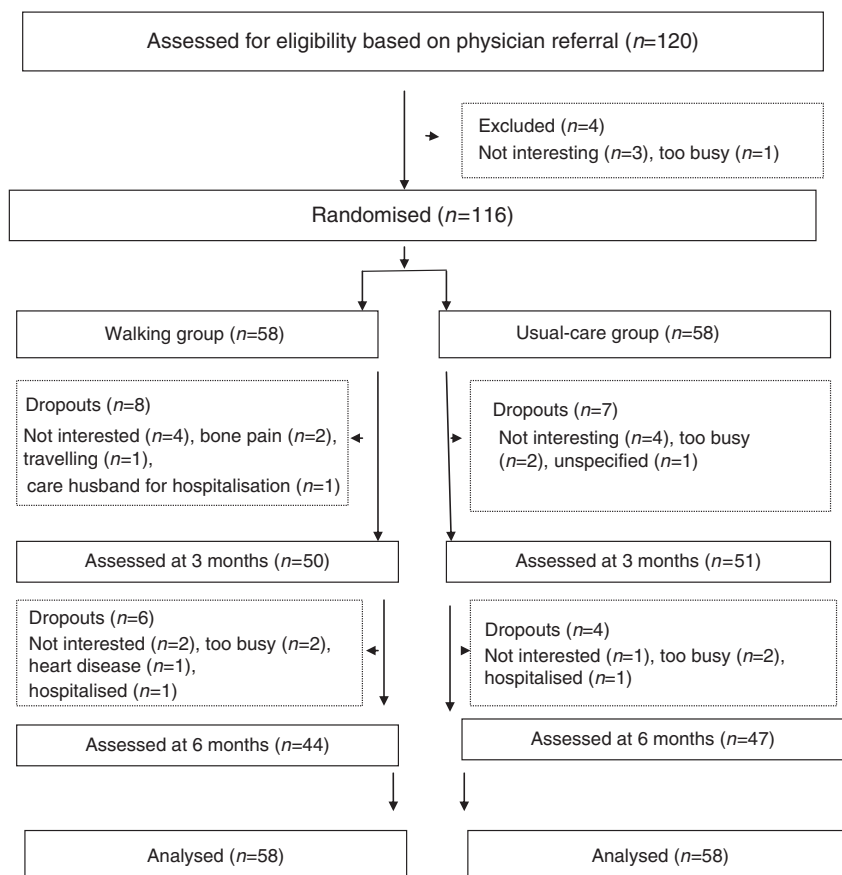 Assessed for eligibility based on physician referral (n=120)
Excluded (n=4)
Not interesting (n=3), too busy (n=1)
Randomised (n=116)
Walking group (n=58)
Usual-care group (n=58)
Dropouts (n=8)
Not interested (n=4), bone pain (n=2),
travelling (n=1),
care husband for hospitalisation (n=1)
Dropouts (n=7)
Not interesting (n=4), too busy
(n=2), unspecified (n=1)
Assessed at 3 months (n=50)
Assessed at 3 months (n=51)
Dropouts (n=6)
Not interested (n=2), too busy (n=2),
heart disease (n=1),
hospitalised (n=1)
Dropouts (n=4)
Not interested (n=1), too busy (n=2),
hospitalised (n=1)
Assessed at 6 months (n=44)
Assessed at 6 months (n=47)
Analysed (n=58)
Analysed (n=58)